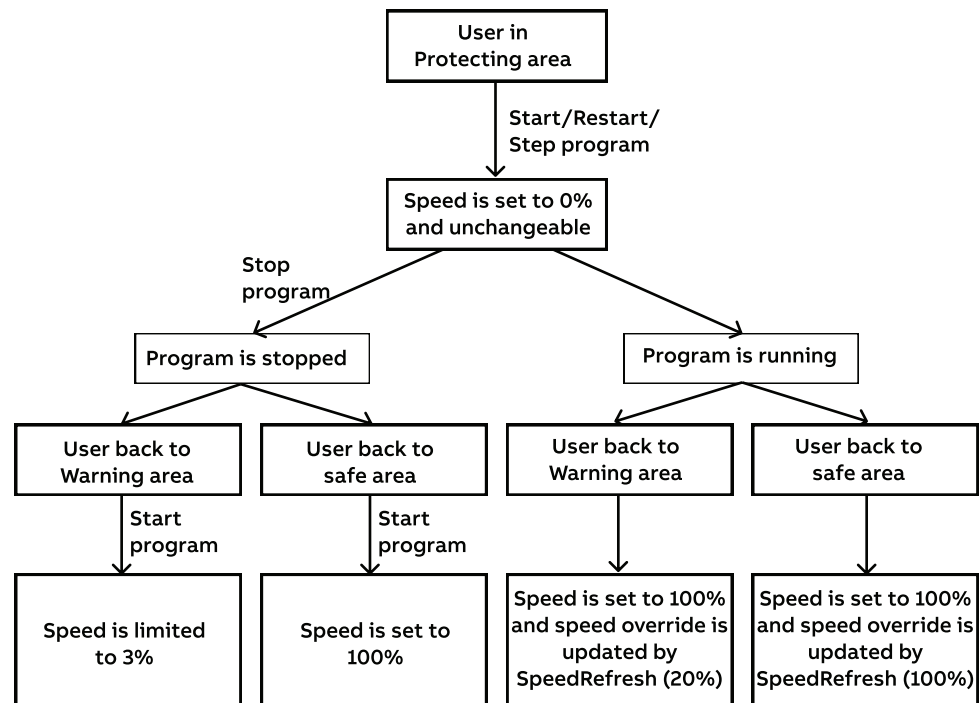 User in
Protecting area
Start/Restart/
Step program
Speed is set to 0%
and unchangeable
Stop
program
Program is stopped
Program is running
User back to
Warning area
User back to
safe area
User back to
Warning area
User back to
safe area
Start
program
Start
program
Speed is limited
to 3%
Speed is set to
100%
Speed is set to 100%
and speed override is
updated by
SpeedRefresh (20%)
Speed is set to 100%
and speed override is
updated by
SpeedRefresh (100%)